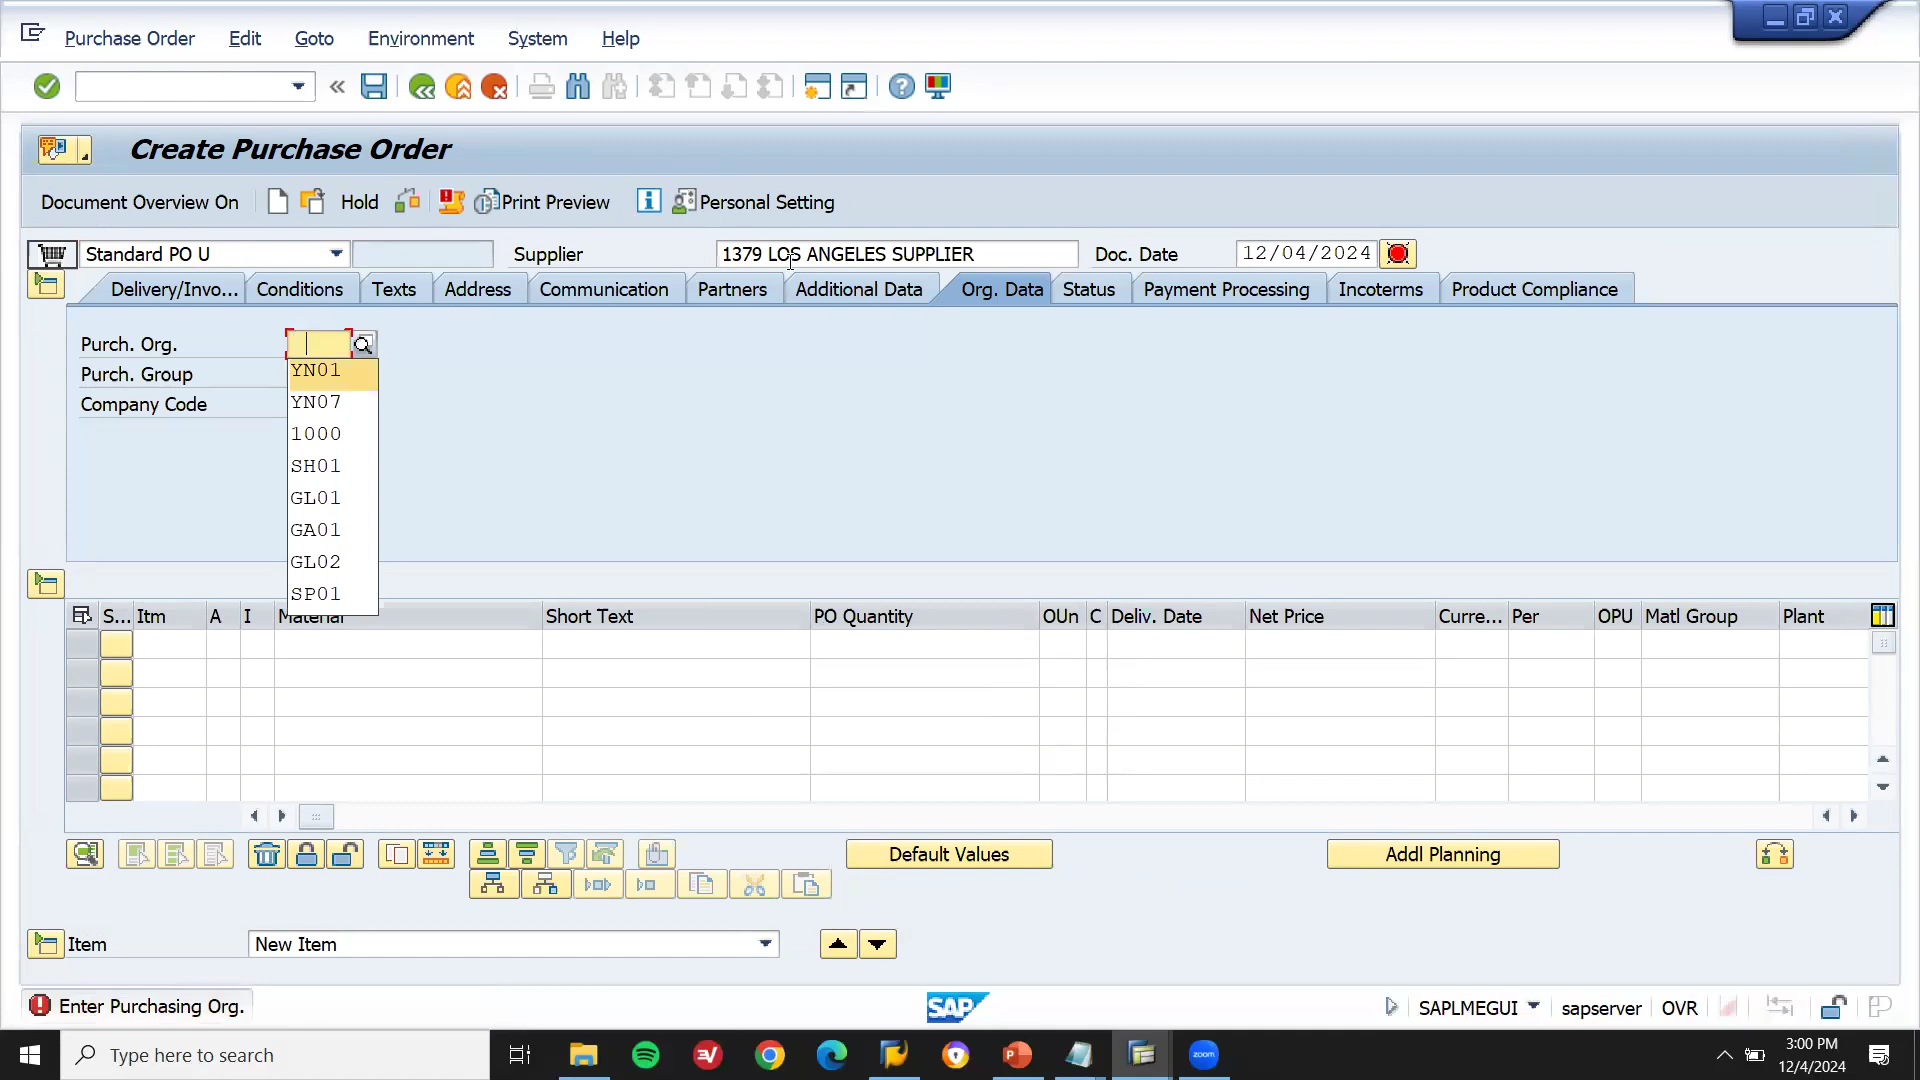 Purchase Order Edit Goto Environment System Help
Create Purchase Order
Document Overview On Hold Print Preview Personal Setting
Standard PO U Supplier 1379 LOS ANGELES SUPPLIER Doc. Date 12/04/2024
Delivery/Invo... Conditions Texts Address Communication Partners Additional Data Org. Data Status Payment Processing Incoterms Product Compliance
Purch. Org.
Purch. Group
Company Code
YN01
YN07
1000
SH01
GL01
GA01
GL02
SP01
S... Itm A I Material Short Text PO Quantity OUn C Deliv. Date Net Price Curre... Per OPU Matl Group Plant
Default Values Addl Planning
Item New Item
Enter Purchasing Org. SAP SAPLMEGUI sapserver OVR
Type here to search zoom 3:00 PM
12/4/2024